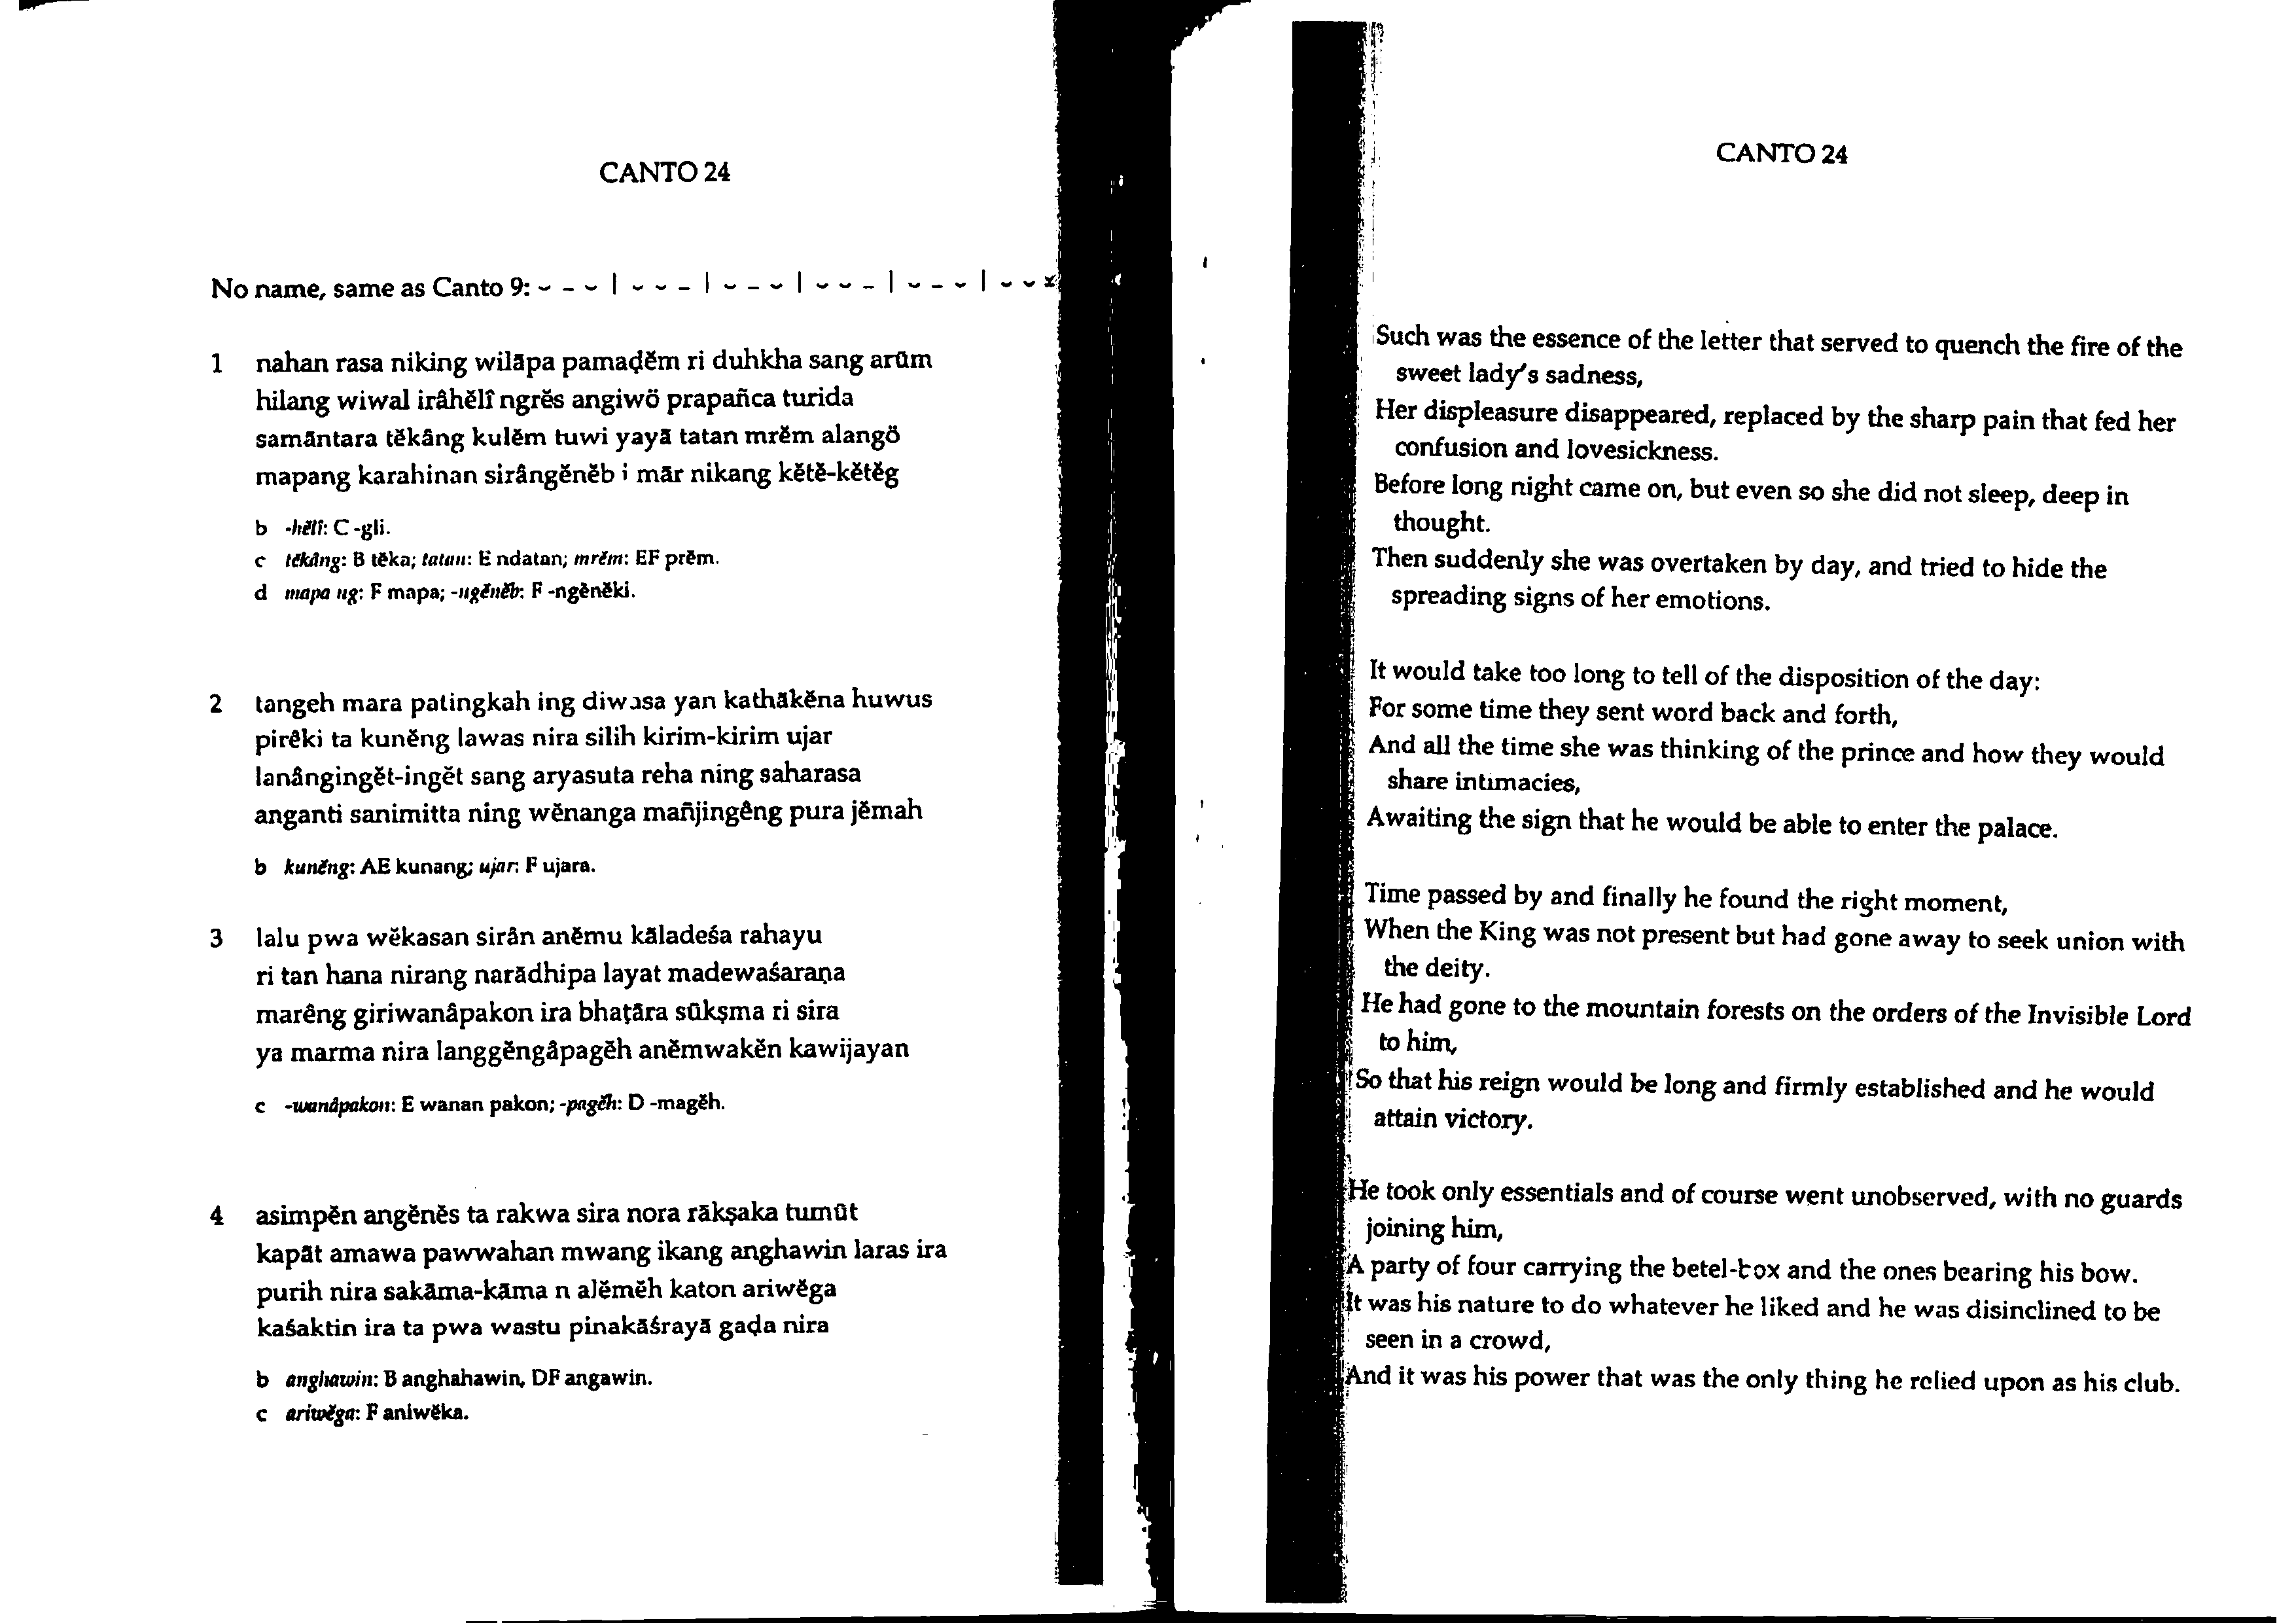 CANTO 24
No name, same as Canto 9: ⏑ – ⏑ | ⏑ ⏑ – | ⏑ – ⏑ | ⏑ ⏑ – | ⏑ – ⏑ | ⏑ ⏑ ⏓
1 nahan rasa niking wilāpa pamaḍĕm ri duhkha sang arūm
hilang wiwal irâhĕlî ngrĕs angiwö prapañca turida
samāntara tĕkâng kulĕm tuwi yayā tatan mrĕm alangö
mapang karahinan sirângĕnĕb i mār nikang kĕtĕ-kĕtĕg
b -hĕlî: C -gli.
c tĕkâng: B tĕka; tatan: E ndatan; mrĕm: EF prĕm.
d mapa ng: F mapa; -ngĕnĕb: F -ngĕnĕki.
2 tangeh mara patingkah ing diwasa yan kathākĕna huwus
pirêki ta kunĕng lawas nira silih kirim-kirim ujar
lanângingĕt-ingĕt sang aryasuta reha ning saharasa
anganti sanimitta ning wĕnanga mañjingêng pura jĕmah
b kunĕng: AE kunang; ujar: F ujara.
3 lalu pwa wĕkasan sirân anĕmu kāladeśa rahayu
ri tan hana nirang narādhipa layat madewaśaraṇa
marêng giriwanâpakon ira bhaṭāra sūkṣma ri sira
ya marma nira langgĕngâpagĕh anĕmwakĕn kawijayan
c -wanâpakon: E wanan pakon; -pagĕh: D -magĕh.
4 asimpĕn angĕnĕs ta rakwa sira nora rākṣaka tumūt
kapāt amawa pawwahan mwang ikang anghawin laras ira
purih nira sakāma-kāma n alĕmĕh katon ariwĕga
kaśaktin ira ta pwa wastu pinakāśrayā gaḍa nira
b anghawin: B anghahawin, DF angawin.
c ariwĕga: F aniwĕka.
CANTO 24
Such was the essence of the letter that served to quench the fire of the
sweet lady's sadness,
Her displeasure disappeared, replaced by the sharp pain that fed her
confusion and lovesickness.
Before long night came on, but even so she did not sleep, deep in
thought.
Then suddenly she was overtaken by day, and tried to hide the
spreading signs of her emotions.
It would take too long to tell of the disposition of the day:
For some time they sent word back and forth,
And all the time she was thinking of the prince and how they would
share intimacies,
Awaiting the sign that he would be able to enter the palace.
Time passed by and finally he found the right moment,
When the King was not present but had gone away to seek union with
the deity.
He had gone to the mountain forests on the orders of the Invisible Lord
to him,
So that his reign would be long and firmly established and he would
attain victory.
He took only essentials and of course went unobserved, with no guards
joining him,
A party of four carrying the betel-box and the ones bearing his bow.
It was his nature to do whatever he liked and he was disinclined to be
seen in a crowd,
And it was his power that was the only thing he relied upon as his club.